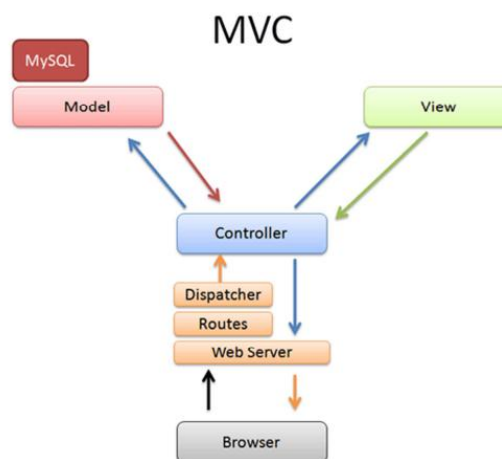 MVC
MySQL
Model
View
Controller
Dispatcher
Routes
Web Server
Browser